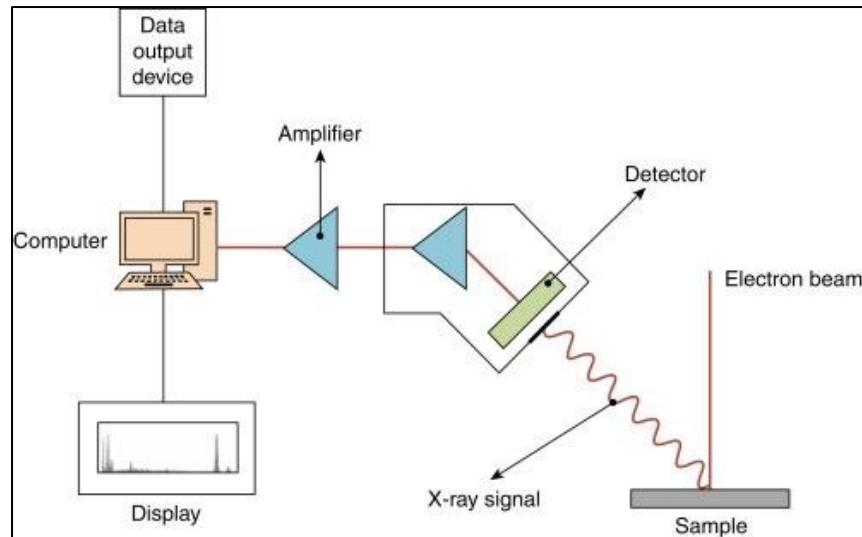 Data
output
device
Amplifier
Detector
Computer
Electron beam
X-ray signal
Display
Sample